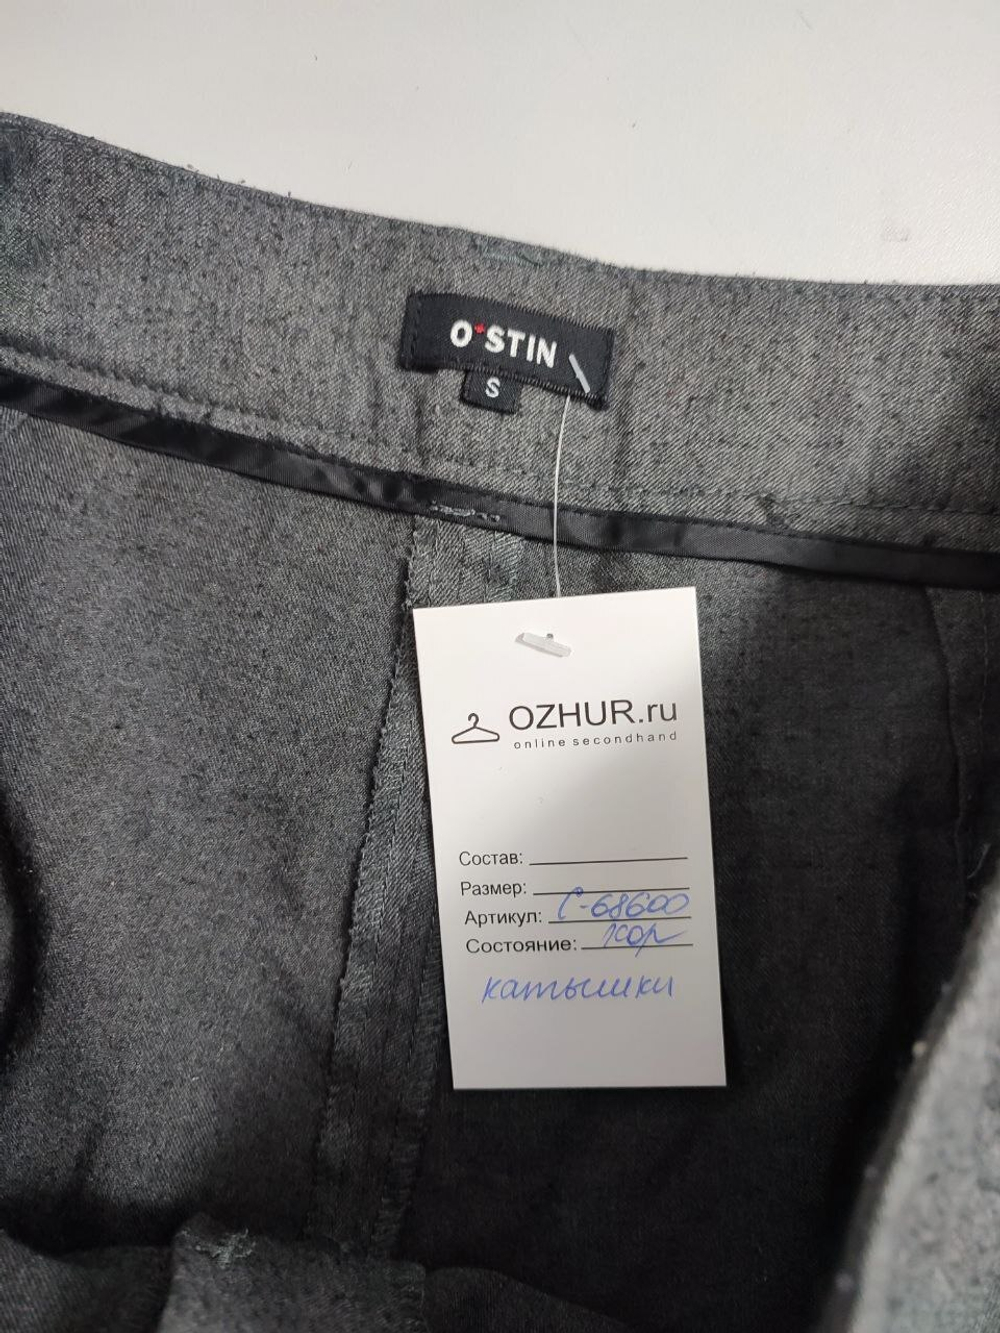 O*STIN
S
OZHUR.ru
online secondhand
Состав:
Размер:
Артикул: С-68600
Состояние: хор
катышки